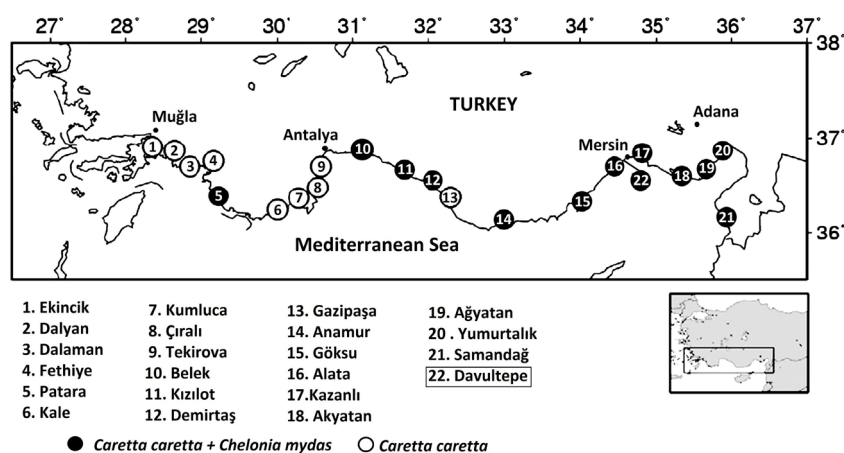 27° 28° 29° 30° 31° 32° 33° 34° 35° 36° 37°
38°
TURKEY
Muğla
Adana
Antalya
Mersin
37°
1 2 3 4 5 6 7 8 9 10 11 12 13 14 15 16 17 22 18 19 20 21
36°
Mediterranean Sea
1. Ekincik
2. Dalyan
3. Dalaman
4. Fethiye
5. Patara
6. Kale
7. Kumluca
8. Çıralı
9. Tekirova
10. Belek
11. Kızılot
12. Demirtaş
13. Gazipaşa
14. Anamur
15. Göksu
16. Alata
17.Kazanlı
18. Akyatan
19. Ağyatan
20 . Yumurtalık
21. Samandağ
22. Davultepe
Caretta caretta + Chelonia mydas
Caretta caretta